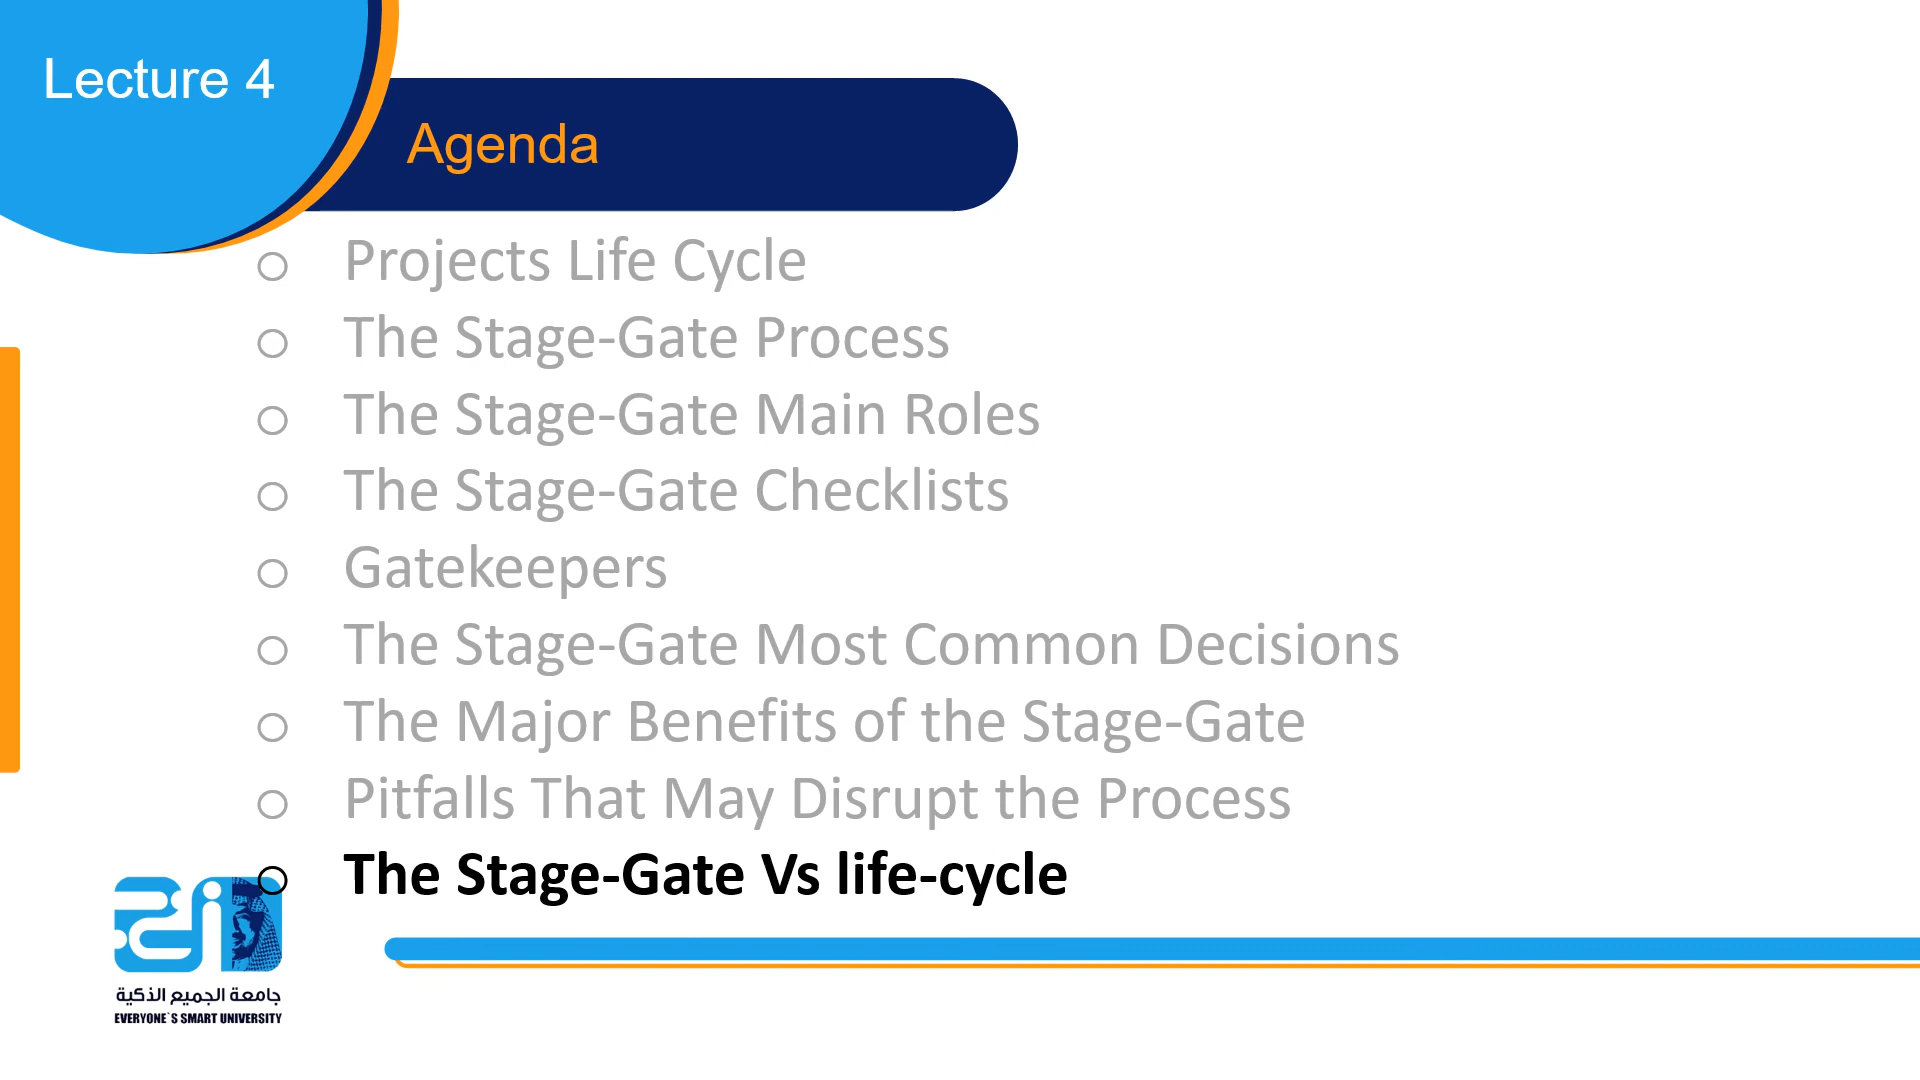 Lecture 4
Agenda
o Projects Life Cycle
o The Stage-Gate Process
o The Stage-Gate Main Roles
o The Stage-Gate Checklists
o Gatekeepers
o The Stage-Gate Most Common Decisions
o The Major Benefits of the Stage-Gate
o Pitfalls That May Disrupt the Process
o The Stage-Gate Vs life-cycle
جامعة الجميع الذكية
EVERYONE`S SMART UNIVERSITY